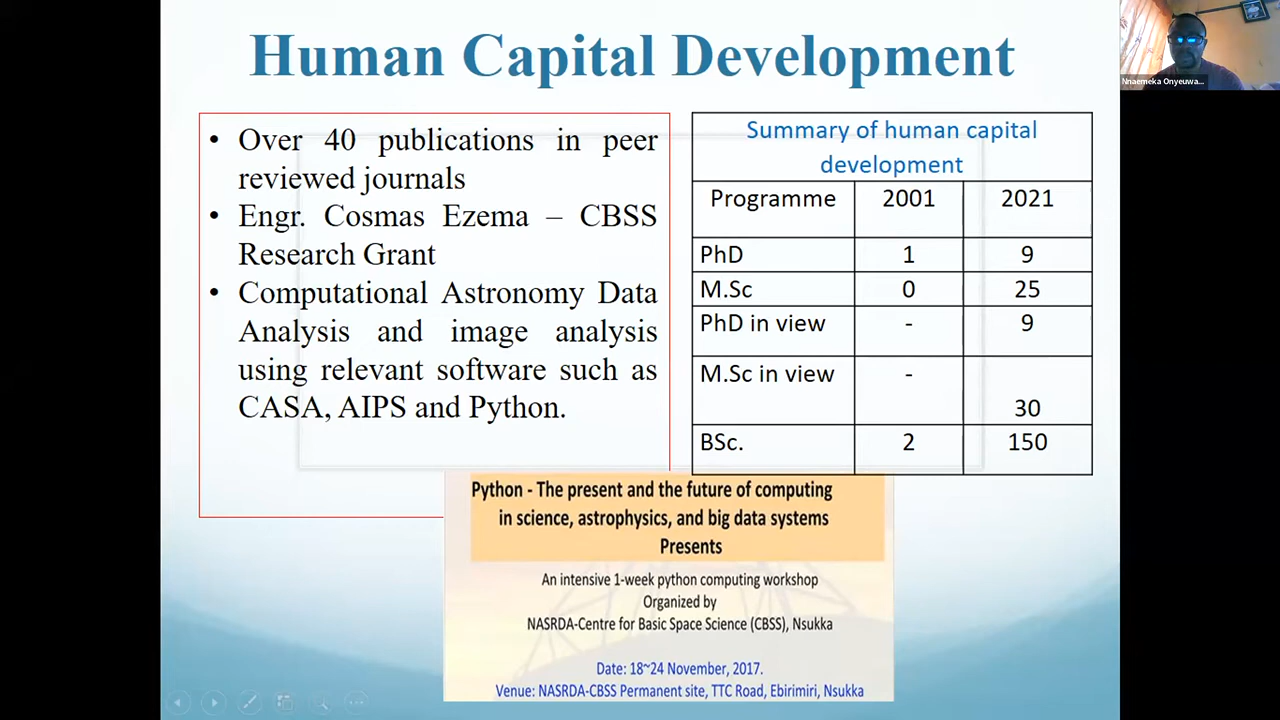 Human Capital Development
• Over 40 publications in peer
reviewed journals
• Engr. Cosmas Ezema – CBSS
Research Grant
• Computational Astronomy Data
Analysis and image analysis
using relevant software such as
CASA, AIPS and Python.
Summary of human capital
development
Programme 2001 2021
PhD 1 9
M.Sc 0 25
PhD in view - 9
M.Sc in view -
30
BSc. 2 150
Python - The present and the future of computing
in science, astrophysics, and big data systems
Presents
An intensive 1-week python computing workshop
Organized by
NASRDA-Centre for Basic Space Science (CBSS), Nsukka
Date: 18~24 November, 2017.
Venue: NASRDA-CBSS Permanent site, TTC Road, Ebirimiri, Nsukka
Nnaemeka Onyeuwa...